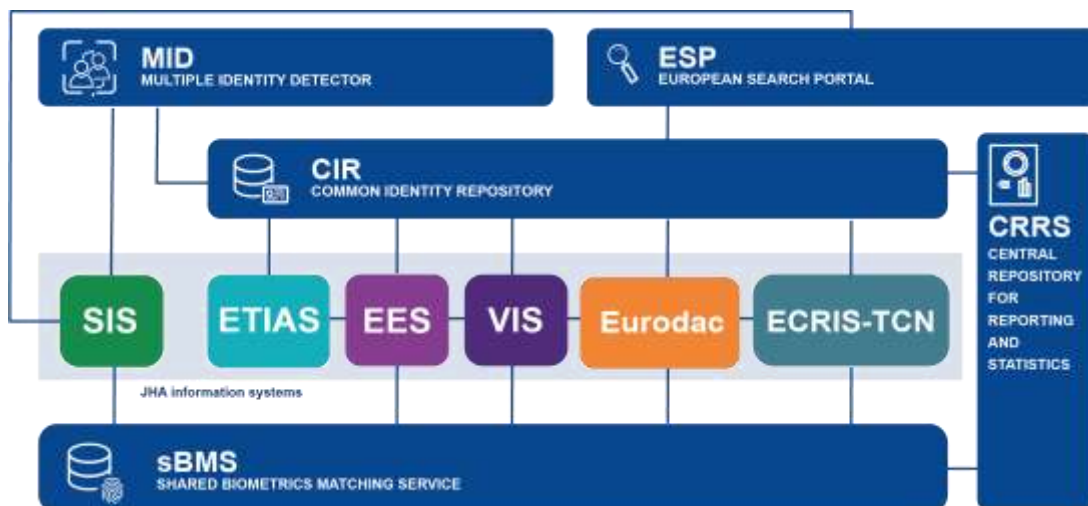 MID
MULTIPLE IDENTITY DETECTOR
ESP
EUROPEAN SEARCH PORTAL
CIR
COMMON IDENTITY REPOSITORY
CRRS
CENTRAL
REPOSITORY
FOR
REPORTING
AND
STATISTICS
SIS
ETIAS
EES
VIS
Eurodac
ECRIS-TCN
JHA information systems
sBMS
SHARED BIOMETRICS MATCHING SERVICE